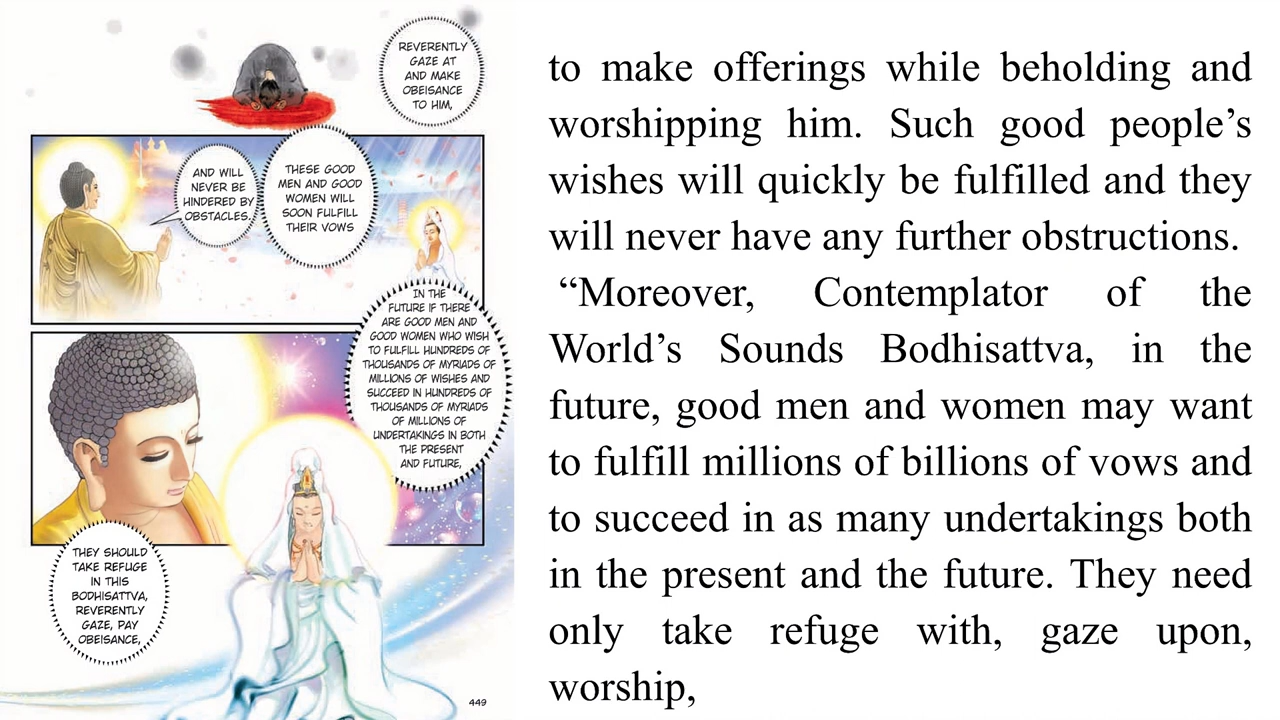 REVERENTLY
GAZE AT
AND MAKE
OBEISANCE
TO HIM,
THESE GOOD
MEN AND GOOD
WOMEN WILL
SOON FULFILL
THEIR VOWS
AND WILL
NEVER BE
HINDERED BY
OBSTACLES.
IN THE
FUTURE IF THERE
ARE GOOD MEN AND
GOOD WOMEN WHO WISH
TO FULFILL HUNDREDS OF
THOUSANDS OF MYRIADS OF
MILLIONS OF WISHES AND
SUCCEED IN HUNDREDS OF
THOUSANDS OF MYRIADS
OF MILLIONS OF
UNDERTAKINGS IN BOTH
THE PRESENT
AND FUTURE,
THEY SHOULD
TAKE REFUGE
IN THIS
BODHISATTVA,
REVERENTLY
GAZE, PAY
OBEISANCE,
449
to make offerings while beholding and
worshipping him. Such good people’s
wishes will quickly be fulfilled and they
will never have any further obstructions.
“Moreover, Contemplator of the
World’s Sounds Bodhisattva, in the
future, good men and women may want
to fulfill millions of billions of vows and
to succeed in as many undertakings both
in the present and the future. They need
only take refuge with, gaze upon,
worship,